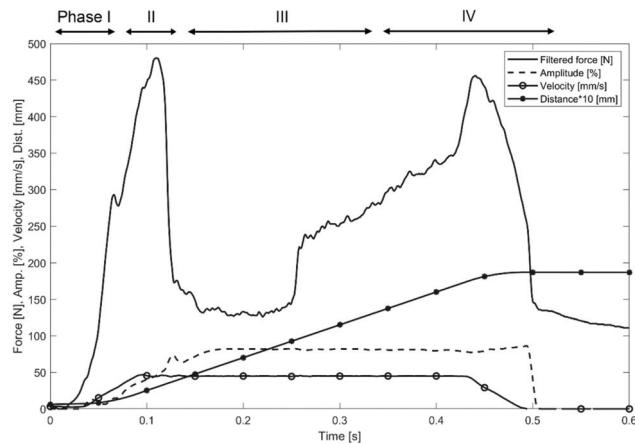 Phase I II III IV
500
450
400
350
300
250
200
150
100
50
0
Force [N], Amp. [%], Velocity [mm/s], Dist. [mm]
Filtered force [N]
Amplitude [%]
Velocity [mm/s]
Distance*10 [mm]
0 0.1 0.2 0.3 0.4 0.5 0.6
Time [s]